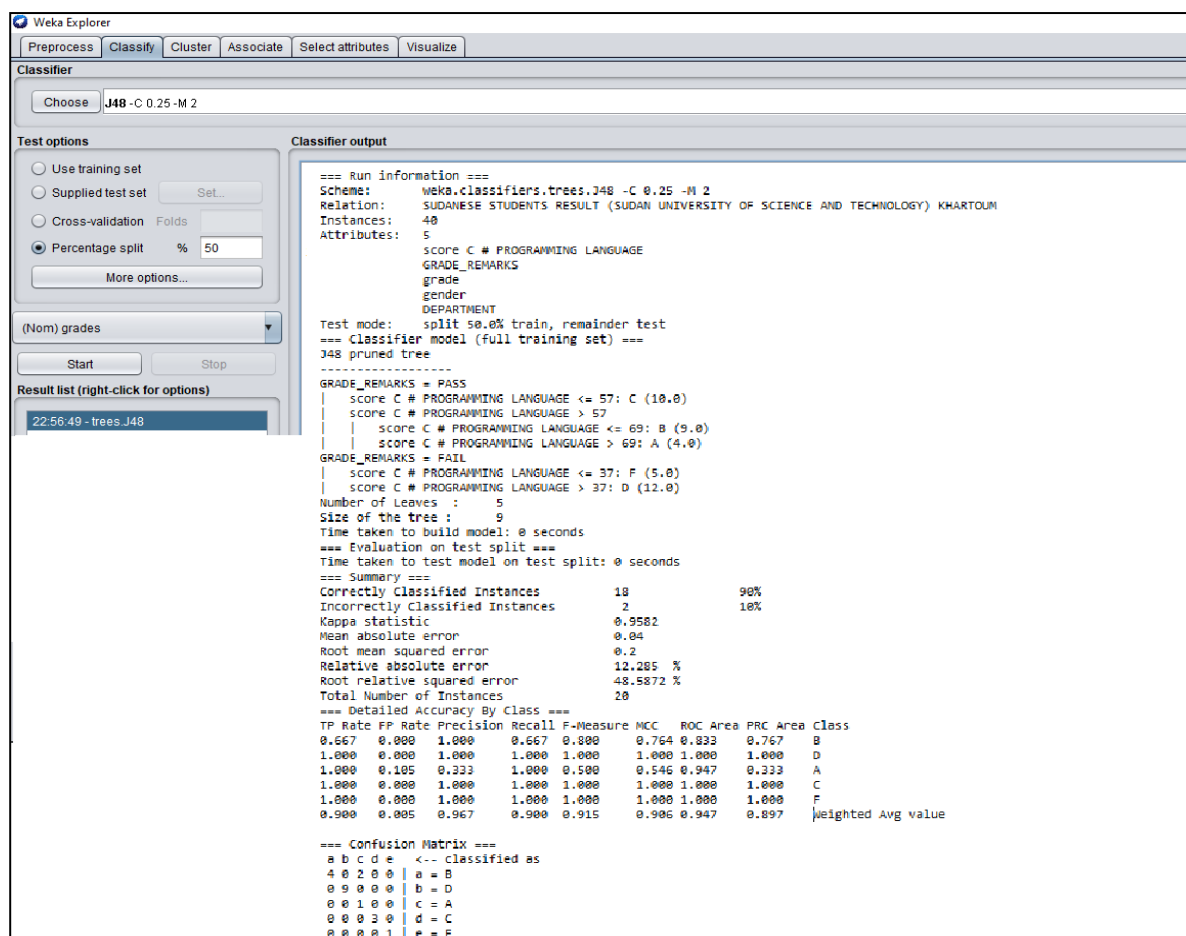 Weka Explorer
Preprocess Classify Cluster Associate Select attributes Visualize
Classifier
Choose J48 -C 0.25 -M 2
Test options
Use training set
Supplied test set Set...
Cross-validation Folds
Percentage split % 50
More options...
(Nom) grades
Start Stop
Result list (right-click for options)
22:56:49 - trees.J48
Classifier output
=== Run information ===
Scheme: weka.classifiers.trees.J48 -C 0.25 -M 2
Relation: SUDANESE STUDENTS RESULT (SUDAN UNIVERSITY OF SCIENCE AND TECHNOLOGY) KHARTOUM
Instances: 40
Attributes: 5
score C # PROGRAMMING LANGUAGE
GRADE_REMARKS
grade
gender
DEPARTMENT
Test mode: split 50.0% train, remainder test
=== Classifier model (full training set) ===
J48 pruned tree
------------------
GRADE_REMARKS = PASS
| score C # PROGRAMMING LANGUAGE <= 57: C (10.0)
| score C # PROGRAMMING LANGUAGE > 57
| | score C # PROGRAMMING LANGUAGE <= 69: B (9.0)
| | score C # PROGRAMMING LANGUAGE > 69: A (4.0)
GRADE_REMARKS = FAIL
| score C # PROGRAMMING LANGUAGE <= 37: F (5.0)
| score C # PROGRAMMING LANGUAGE > 37: D (12.0)
Number of Leaves : 5
Size of the tree : 9
Time taken to build model: 0 seconds
=== Evaluation on test split ===
Time taken to test model on test split: 0 seconds
=== Summary ===
Correctly Classified Instances 18 90%
Incorrectly Classified Instances 2 10%
Kappa statistic 0.9582
Mean absolute error 0.04
Root mean squared error 0.2
Relative absolute error 12.285 %
Root relative squared error 48.5872 %
Total Number of Instances 20
=== Detailed Accuracy By Class ===
TP Rate FP Rate Precision Recall F-Measure MCC ROC Area PRC Area Class
0.667 0.000 1.000 0.667 0.800 0.764 0.833 0.767 B
1.000 0.000 1.000 1.000 1.000 1.000 1.000 1.000 D
1.000 0.105 0.333 1.000 0.500 0.546 0.947 0.333 A
1.000 0.000 1.000 1.000 1.000 1.000 1.000 1.000 C
1.000 0.000 1.000 1.000 1.000 1.000 1.000 1.000 F
0.900 0.005 0.967 0.900 0.915 0.906 0.947 0.897 Weighted Avg value
=== Confusion Matrix ===
a b c d e <-- classified as
4 0 2 0 0 | a = B
0 9 0 0 0 | b = D
0 0 1 0 0 | c = A
0 0 0 3 0 | d = C
0 0 0 0 1 | e = F